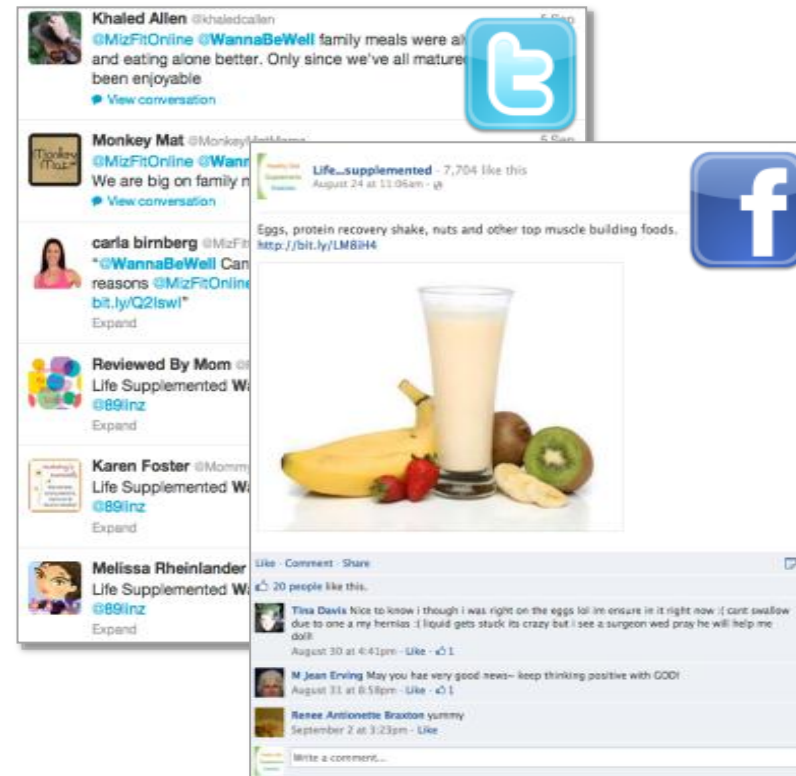 Khaled Allen @khaledcallen 5 Sep
@MizFitOnline @WannaBeWell family meals were al
and eating alone better. Only since we've all mature
been enjoyable
View conversation
Monkey Mat 5 Sep
@MizFitOnline @Wann
We are big on family m
View conversation
carla birnberg @MizFit
"@WannaBeWell Can
reasons @MizFitOnline
bit.ly/Q2Iswl"
Expand
Reviewed By Mom
Life Supplemented Wa
@89linz
Expand
Karen Foster @Mommy
Life Supplemented Wa
@89linz
Expand
Melissa Rheinlander
Life Supplemented Wa
@89linz
Expand
Life...supplemented - 7,704 like this
August 24 at 11:06am
Eggs, protein recovery shake, nuts and other top muscle building foods.
http://bit.ly/LM8iH4
Like · Comment · Share
20 people like this.
Tina Davis Nice to know i though i was right on the eggs lol im ensure in it right now :( cant swallow
due to one a my hernias :( liquid gets stuck its crazy but i see a surgeon wed pray he will help me
doll!
August 30 at 4:41pm · Like · 1
M Jean Erving May you hae very good news~ keep thinking positive with GOD!
August 31 at 8:58pm · Like · 1
Renee Antionette Braxton yummy
September 2 at 3:23pm · Like
Write a comment...